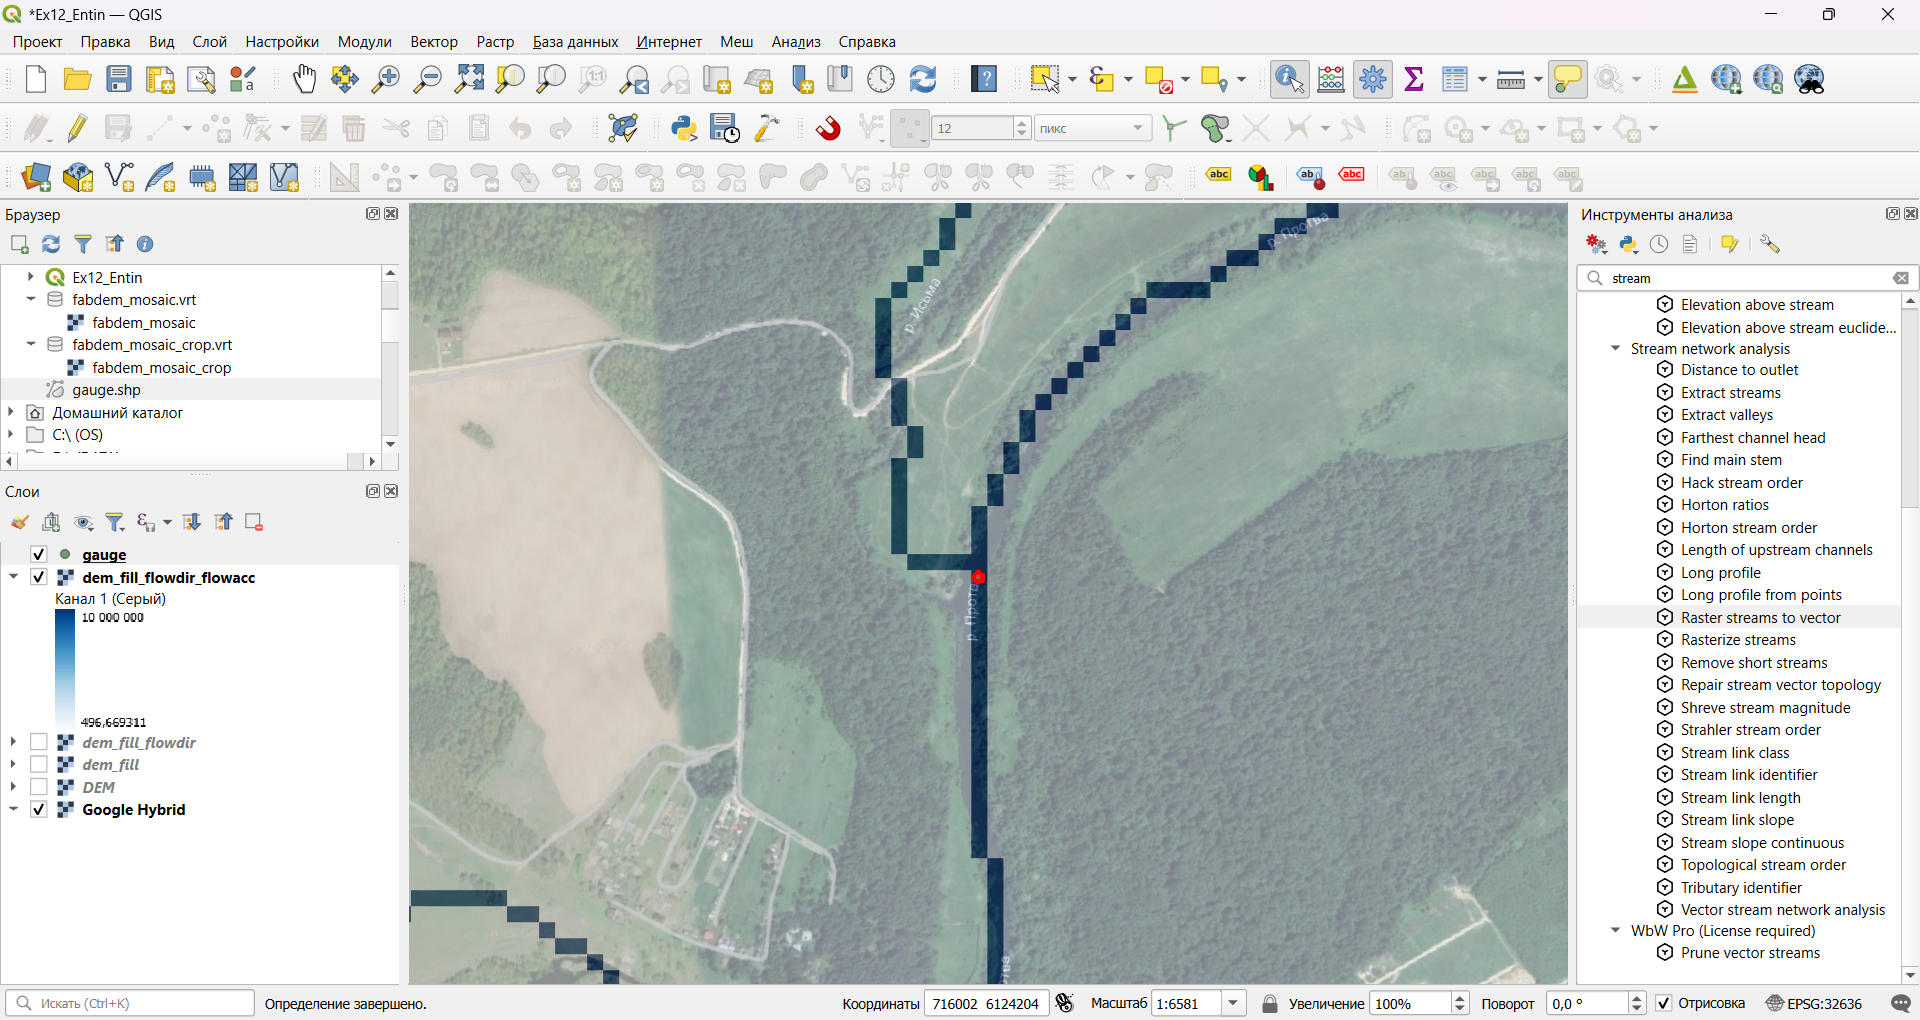 *Ex12_Entin — QGIS
Проект Правка Вид Слой Настройки Модули Вектор Растр База данных Интернет Меш Анализ Справка
12 пикс
Браузер
Ex12_Entin
fabdem_mosaic.vrt
fabdem_mosaic
fabdem_mosaic_crop.vrt
fabdem_mosaic_crop
gauge.shp
Домашний каталог
C:\ (OS)
Слои
gauge
dem_fill_flowdir_flowacc
Канал 1 (Серый)
10 000 000
496,669311
dem_fill_flowdir
dem_fill
DEM
Google Hybrid
р. Исьма
р. Протва
Инструменты анализа
stream
Elevation above stream
Elevation above stream euclide...
Stream network analysis
Distance to outlet
Extract streams
Extract valleys
Farthest channel head
Find main stem
Hack stream order
Horton ratios
Horton stream order
Length of upstream channels
Long profile
Long profile from points
Raster streams to vector
Rasterize streams
Remove short streams
Repair stream vector topology
Shreve stream magnitude
Strahler stream order
Stream link class
Stream link identifier
Stream link length
Stream link slope
Stream slope continuous
Topological stream order
Tributary identifier
Vector stream network analysis
WbW Pro (License required)
Prune vector streams
Искать (Ctrl+K) Определение завершено. Координаты 716002 6124204 Масштаб 1:6581 Увеличение 100% Поворот 0,0 ° Отрисовка EPSG:32636